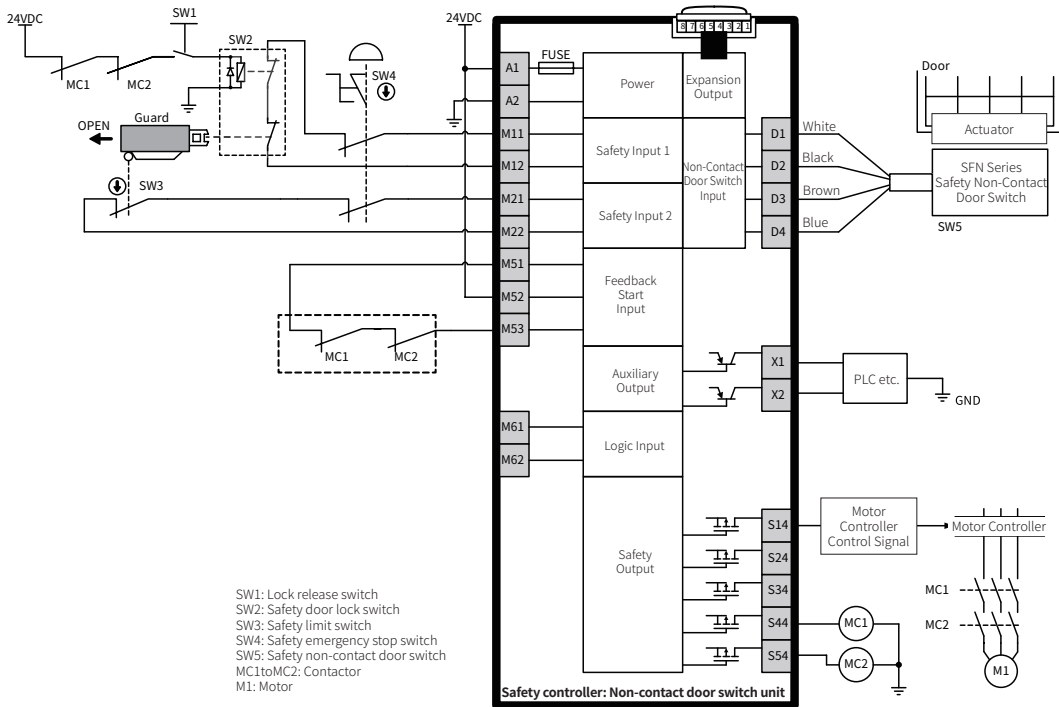 24VDC
SW1
MC1
MC2
SW2
SW4
OPEN
Guard
SW3
MC1
MC2
SW1: Lock release switch
SW2: Safety door lock switch
SW3: Safety limit switch
SW4: Safety emergency stop switch
SW5: Safety non-contact door switch
MC1toMC2: Contactor
M1: Motor
24VDC
8 7 6 5 4 3 2 1
A1
FUSE
A2
M11
M12
M21
M22
M51
M52
M53
M61
M62
Power
Expansion
Output
Safety Input 1
Non-Contact
Door Switch
Input
Safety Input 2
Feedback
Start
Input
Auxiliary
Output
Logic Input
Safety
Output
D1
D2
D3
D4
X1
X2
S14
S24
S34
S44
S54
Safety controller: Non-contact door switch unit
White
Black
Brown
Blue
Door
Actuator
SFN Series
Safety Non-Contact
Door Switch
SW5
PLC etc.
GND
Motor
Controller
Control Signal
Motor Controller
MC1
MC2
MC1
MC2
M1